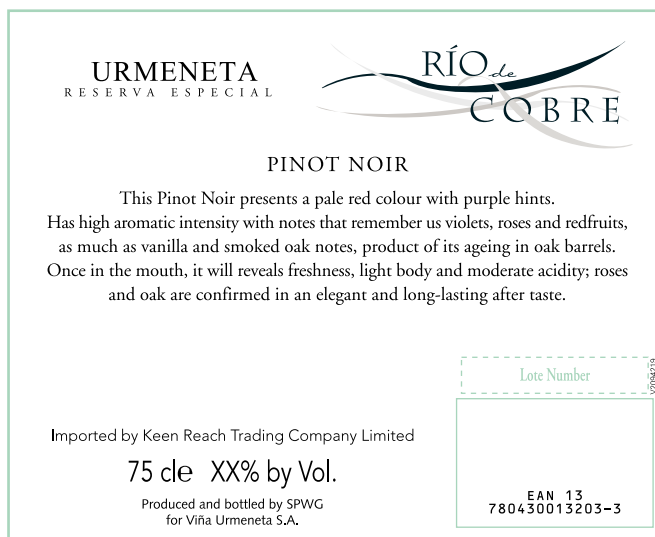 URMENETA
RESERVA ESPECIAL
RÍO de
COBRE
PINOT NOIR
This Pinot Noir presents a pale red colour with purple hints.
Has high aromatic intensity with notes that remember us violets, roses and redfruits,
as much as vanilla and smoked oak notes, product of its ageing in oak barrels.
Once in the mouth, it will reveals freshness, light body and moderate acidity; roses
and oak are confirmed in an elegant and long-lasting after taste.
Lote Number
V2094219
Imported by Keen Reach Trading Company Limited
75 cle XX% by Vol.
Produced and bottled by SPWG
for Viña Urmeneta S.A.
EAN 13
780430013203-3